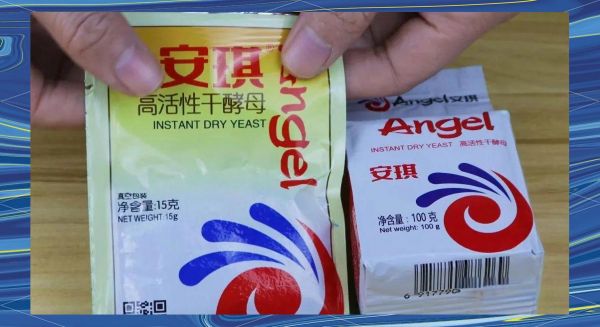 安琪
高活性干酵母
INSTANT DRY YEAST
Angel
真空包装
净含量:15克
NET WEIGHT:15g
Angel安琪
Angel
INSTANT DRY YEAST 高活性干酵母
安琪
净含量: 100克
Net weight: 100 g